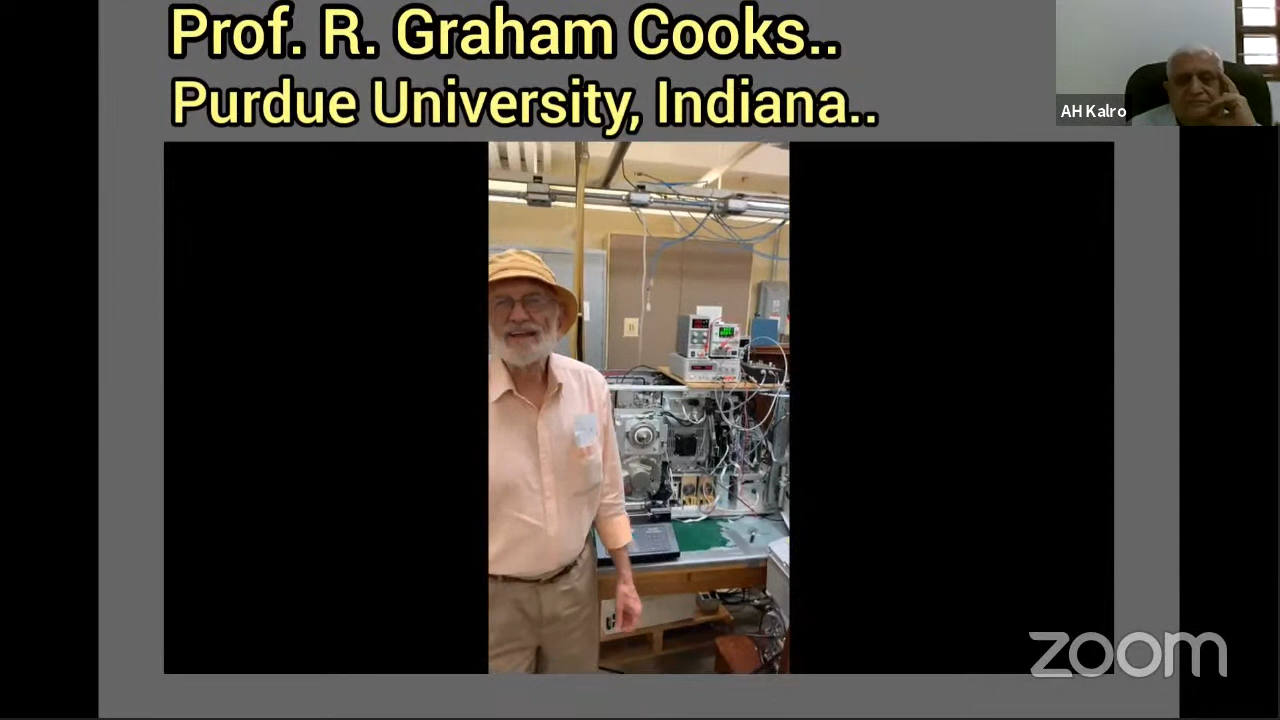 Prof. R. Graham Cooks..
Purdue University, Indiana..
AH Kalro
zoom